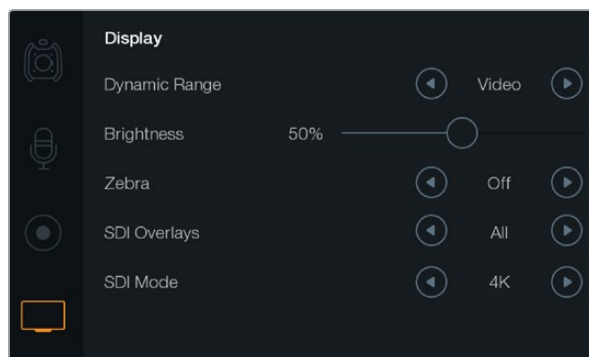 Display
Dynamic Range Video
Brightness 50%
Zebra Off
SDI Overlays All
SDI Mode 4K